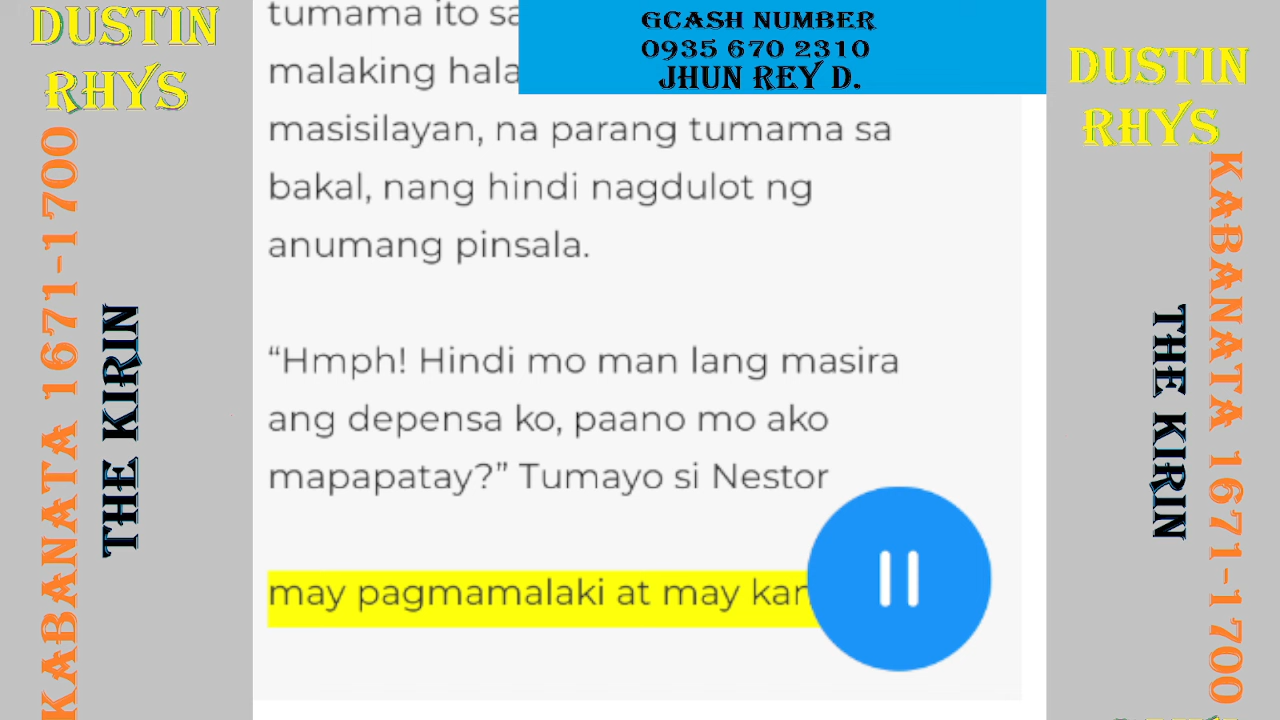 DUSTIN
RHYS
KABANATA 1671-1700
THE KIRIN
tumama ito sa
malaking
masisilayan, na parang tumama sa
bakal, nang hindi nagdulot ng
anumang pinsala.
“Hmph! Hindi mo man lang masira
ang depensa ko, paano mo ako
mapapatay?” Tumayo si Nestor
may pagmamalaki at may
GCASH NUMBER
0935 670 2310
JHUN REY D.
DUSTIN
RHYS
KABANATA 1671-1700
THE KIRIN